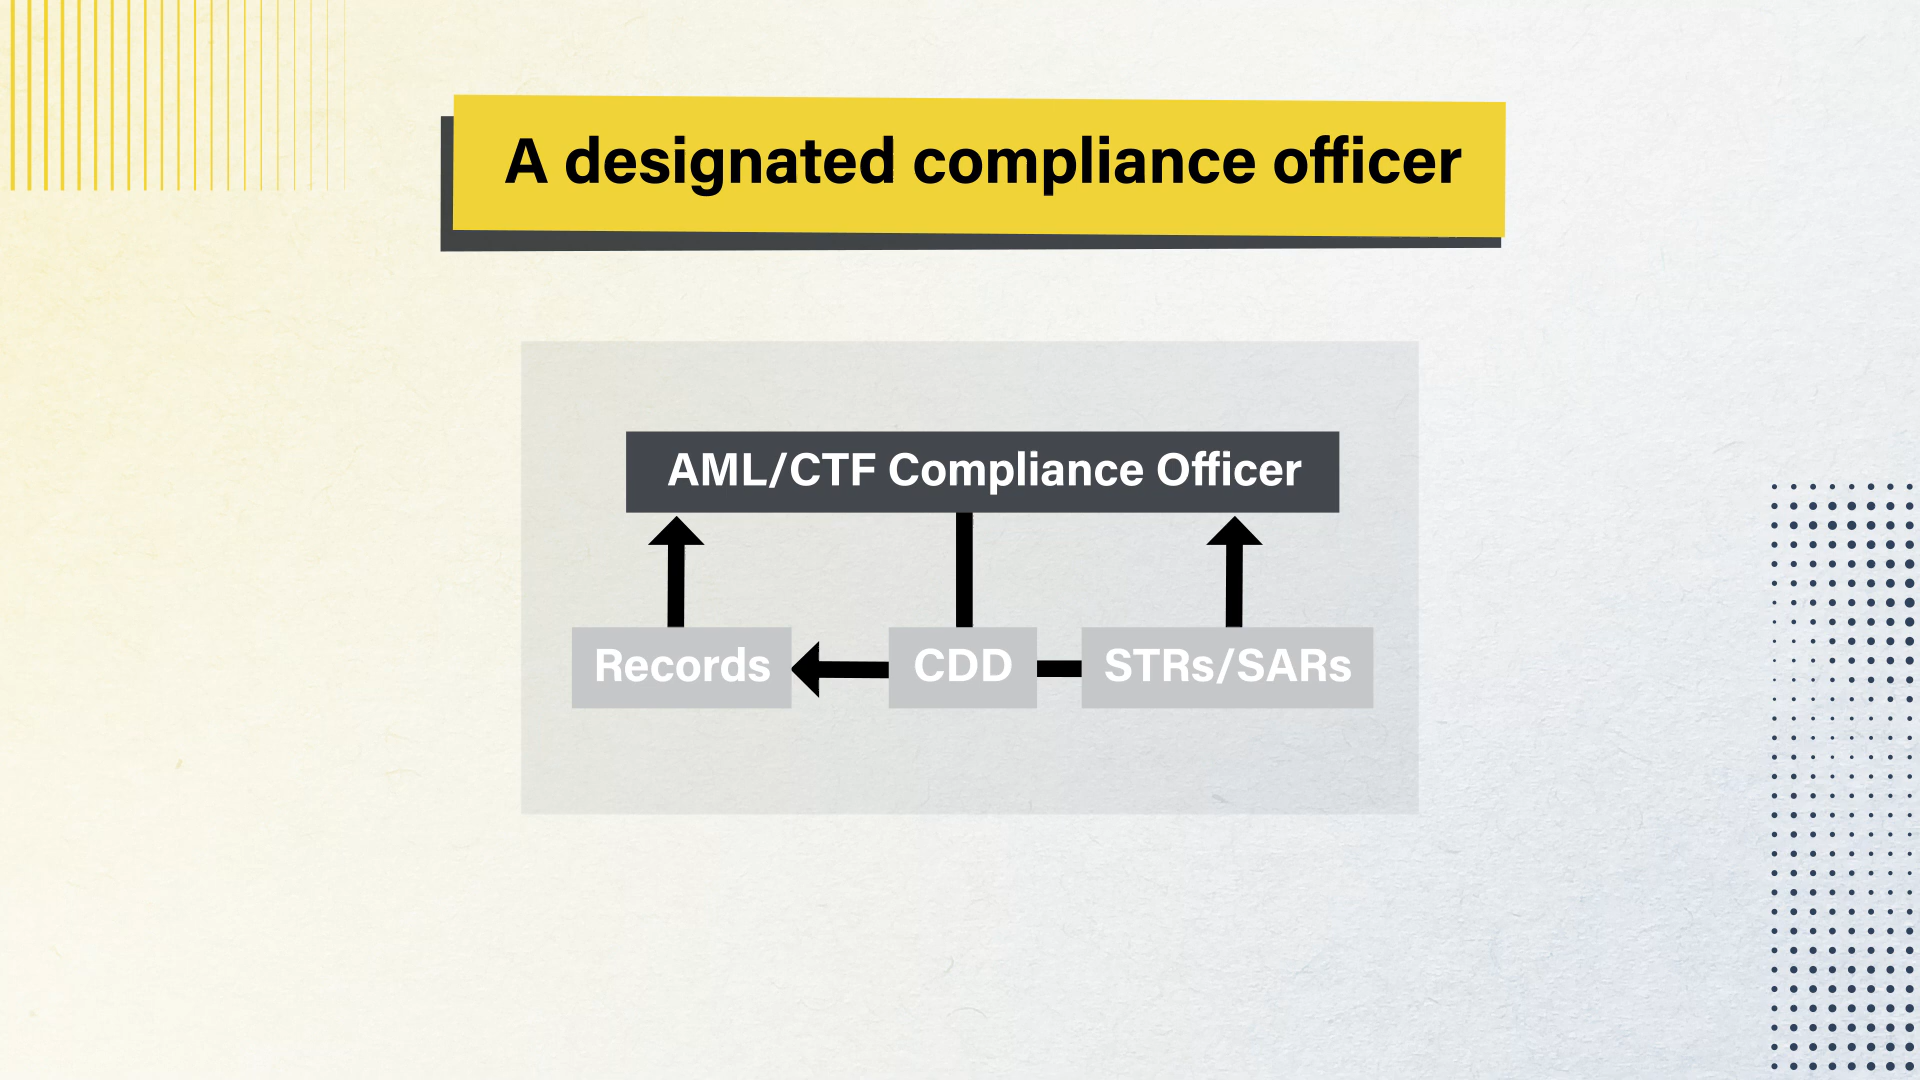 A designated compliance officer
AML/CTF Compliance Officer
Records
CDD
STRs/SARs